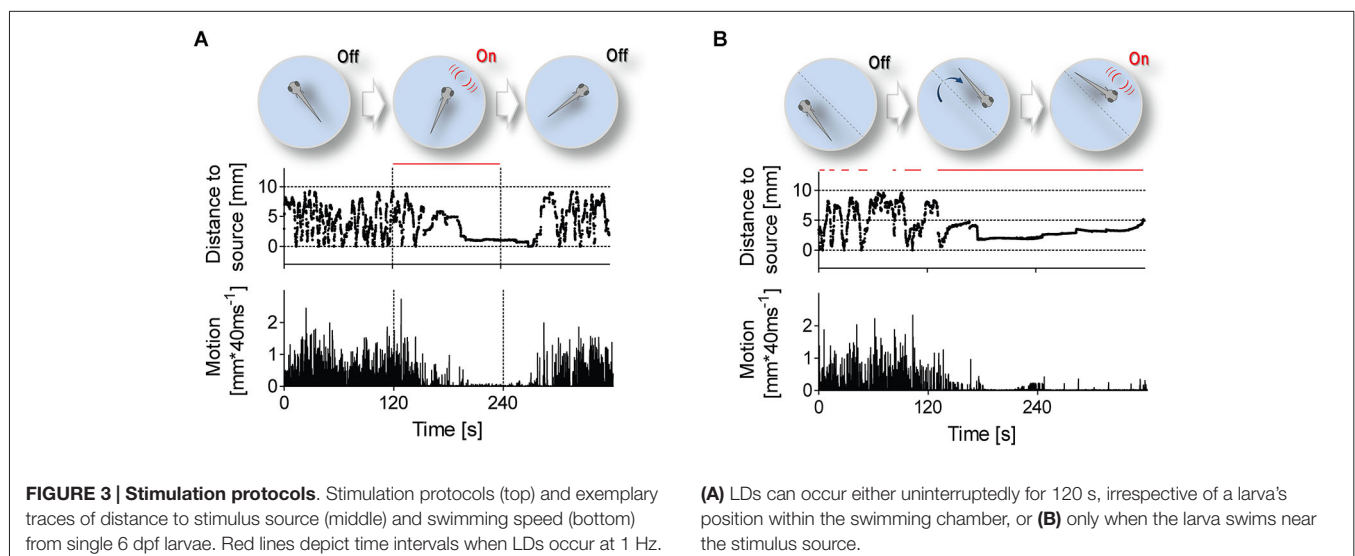 A
Off
On
Off
Distance to
source [mm]
10
5
0
Motion
[mm*40ms-1]
2
1
0
0
120
240
Time [s]
B
Off
On
Distance to
source [mm]
10
5
0
Motion
[mm*40ms-1]
2
1
0
0
120
240
Time [s]
FIGURE 3 | Stimulation protocols. Stimulation protocols (top) and exemplary
traces of distance to stimulus source (middle) and swimming speed (bottom)
from single 6 dpf larvae. Red lines depict time intervals when LDs occur at 1 Hz.
(A) LDs can occur either uninterruptedly for 120 s, irrespective of a larva's
position within the swimming chamber, or (B) only when the larva swims near
the stimulus source.